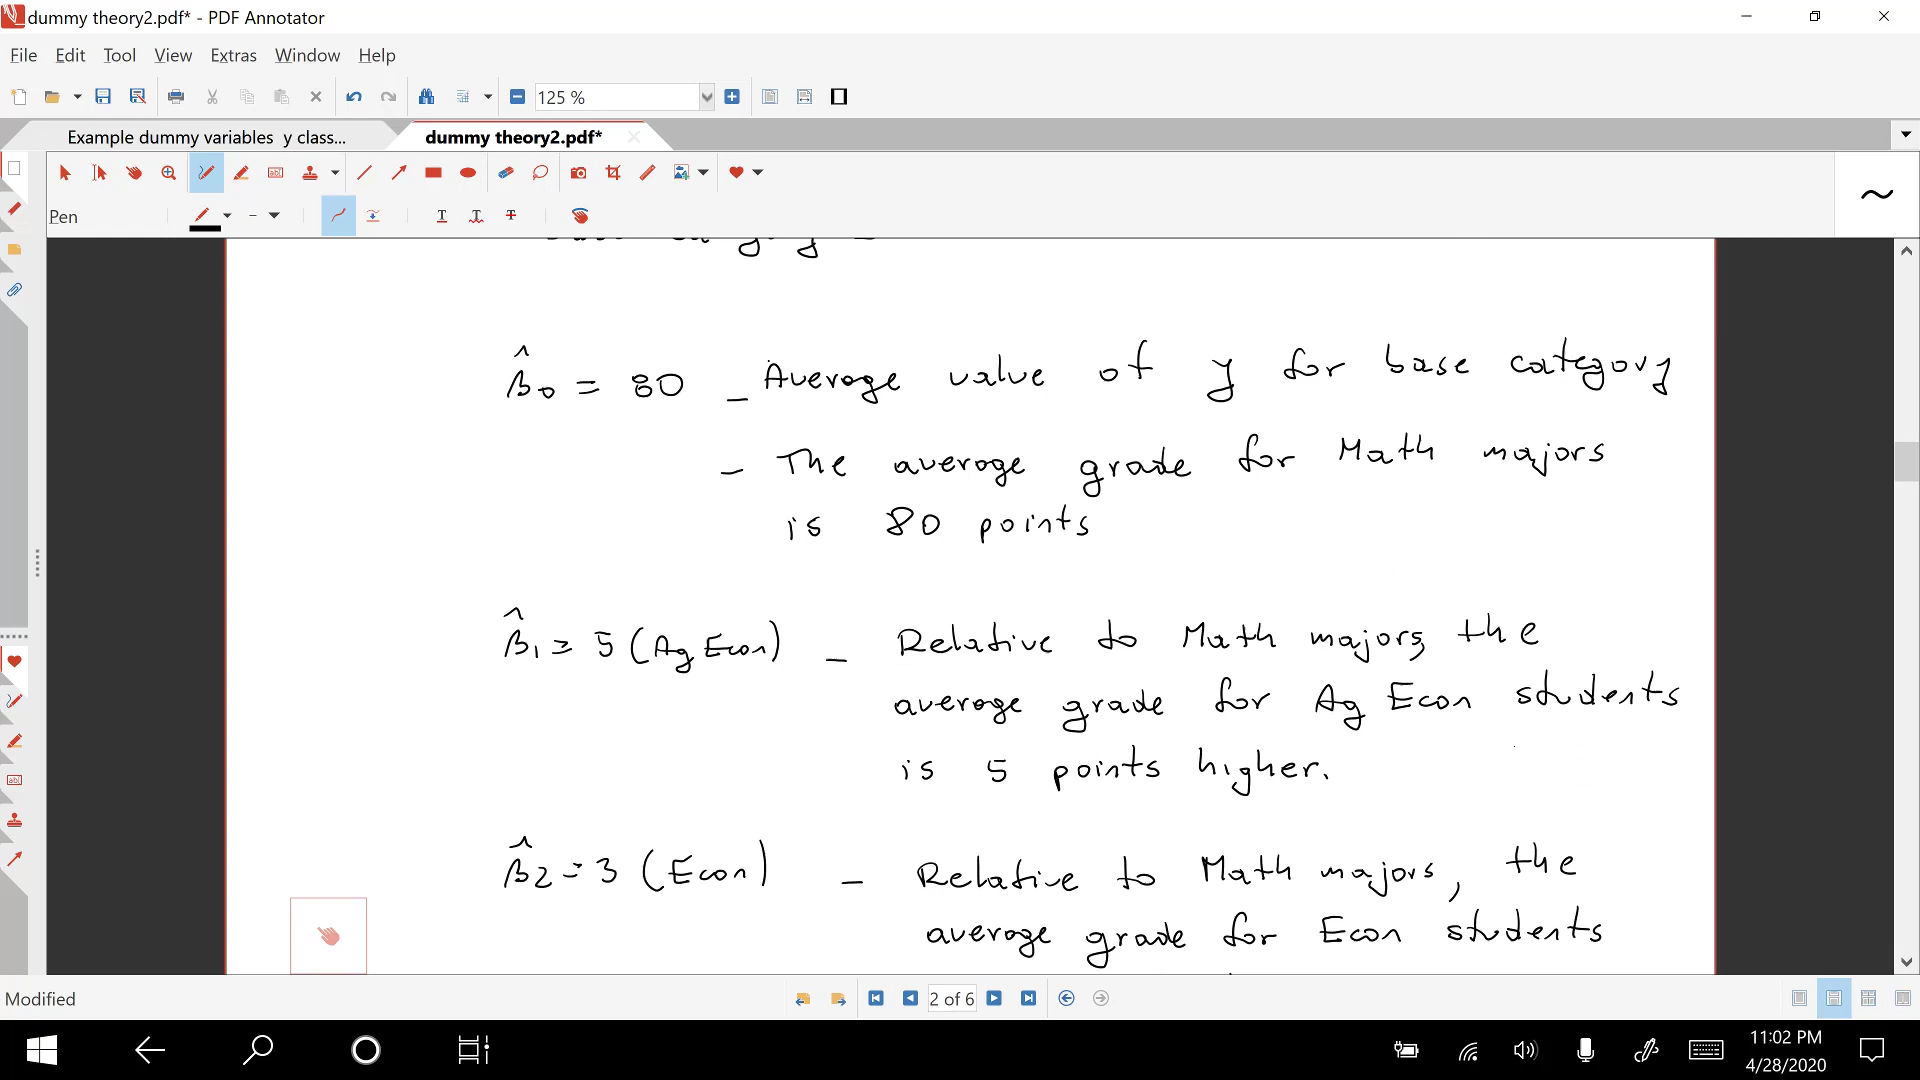 dummy theory2.pdf* - PDF Annotator
File Edit Tool View Extras Window Help
125 %
Example dummy variables y class...
dummy theory2.pdf*
Pen
β̂0 = 80 - Average value of y for base category
- The average grade for Math majors
is 80 points
β̂1 = 5 (Ag Econ) - Relative to Math majors, the
average grade for Ag Econ students
is 5 points higher.
β̂2 = 3 (Econ) - Relative to Math majors, the
average grade for Econ students
Modified
2 of 6
11:02 PM
4/28/2020